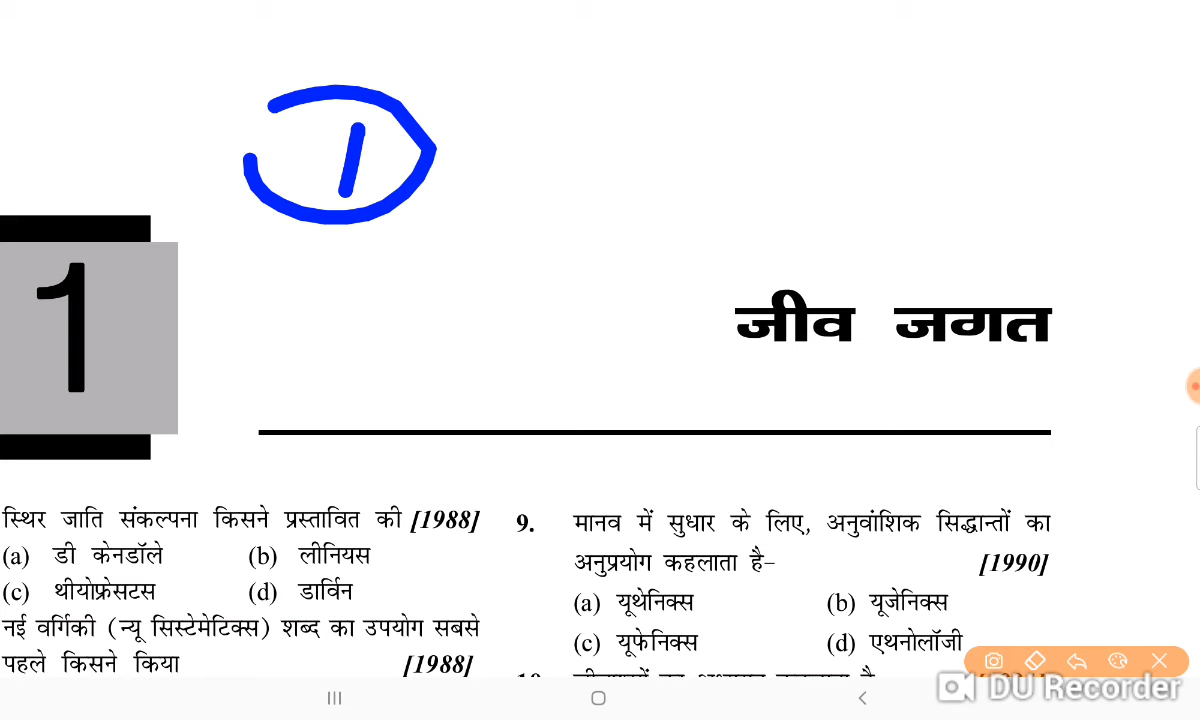 1
1
जीव जगत
स्थिर जाति संकल्पना किसने प्रस्तावित की [1988]
(a) डी केनडॉले (b) लीनियस
(c) थीयोफ्रेसटस (d) डार्विन
नई वर्गिकी (न्यू सिस्टेमेटिक्स) शब्द का उपयोग सबसे
पहले किसने किया [1988]
9. मानव में सुधार के लिए, अनुवांशिक सिद्धान्तों का
अनुप्रयोग कहलाता है- [1990]
(a) यूथेनिक्स (b) यूजेनिक्स
(c) यूफेनिक्स (d) एथनोलॉजी
DU Recorder